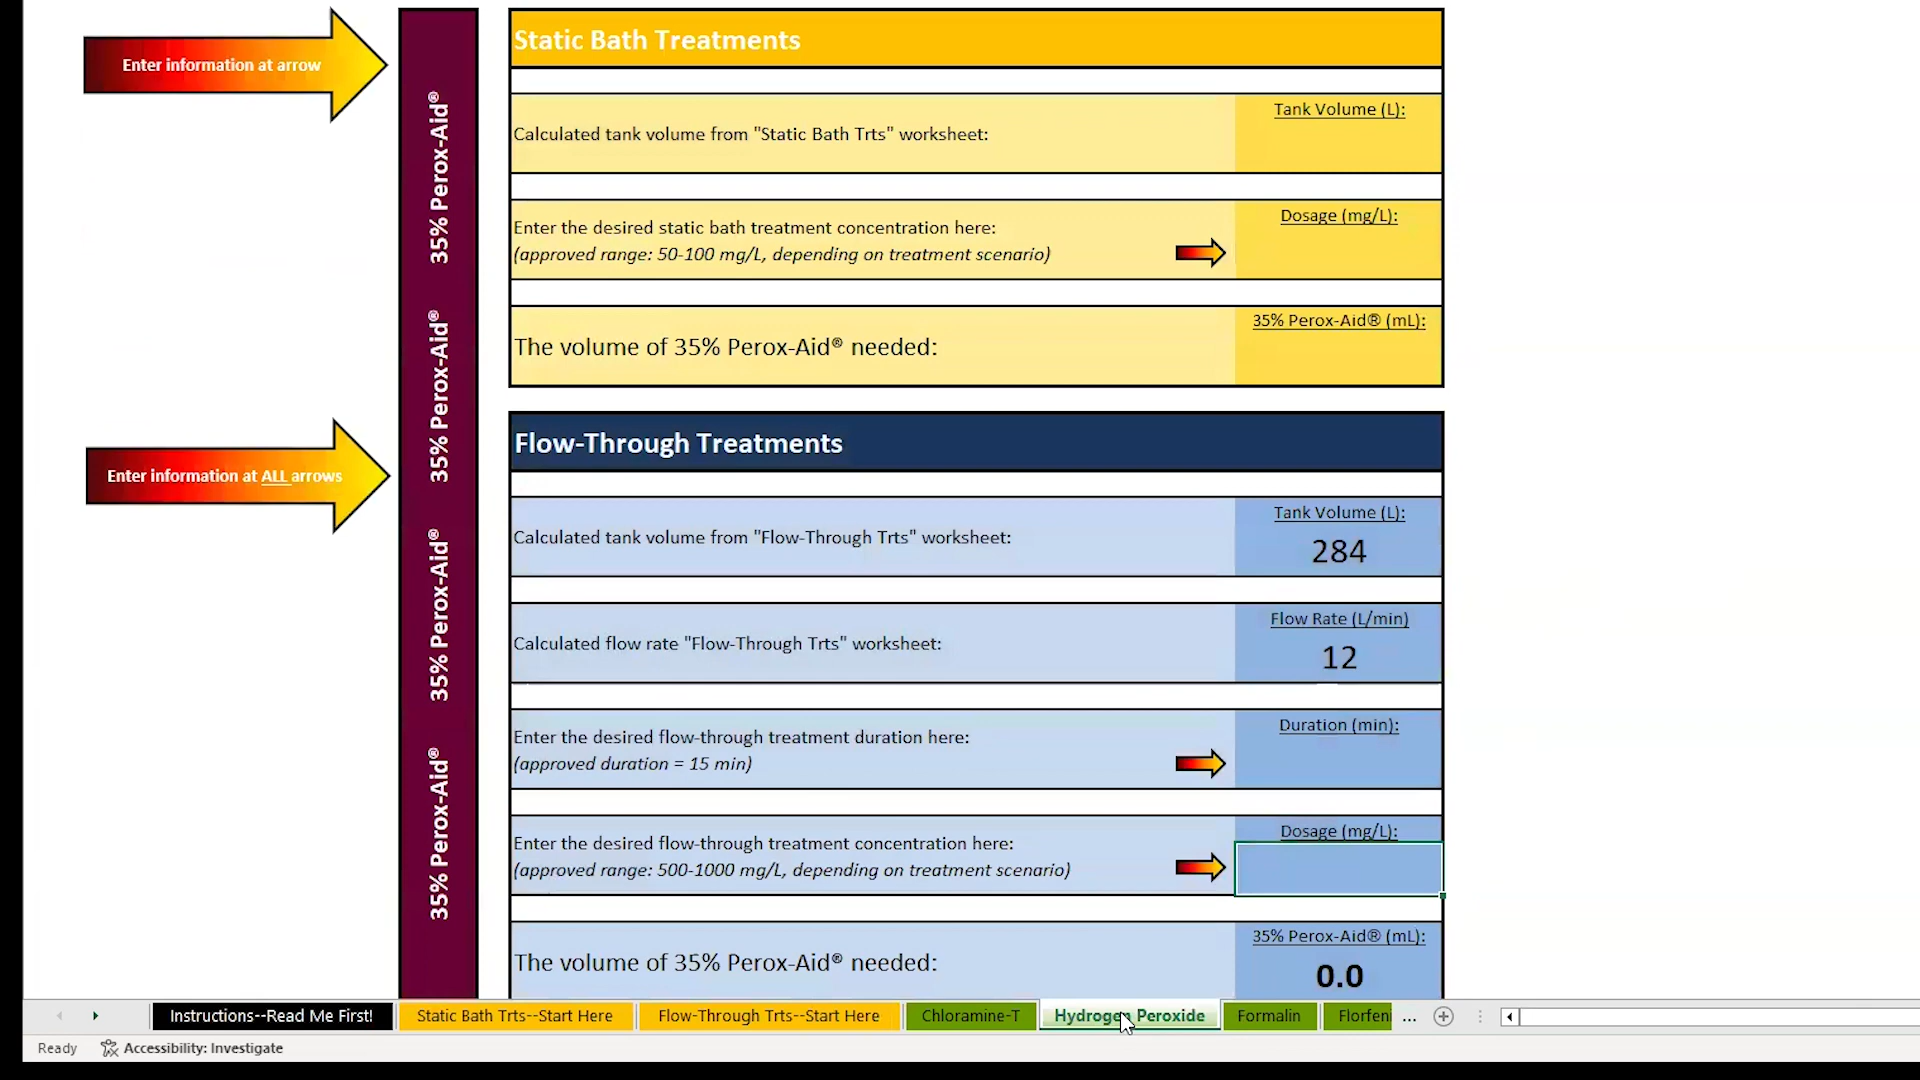 Enter information at arrow
Enter information at ALL arrows
35% Perox-Aid®
35% Perox-Aid®
35% Perox-Aid®
35% Perox-Aid®
Static Bath Treatments
Calculated tank volume from "Static Bath Trts" worksheet:
Tank Volume (L):
Enter the desired static bath treatment concentration here:
(approved range: 50-100 mg/L, depending on treatment scenario)
Dosage (mg/L):
The volume of 35% Perox-Aid® needed:
35% Perox-Aid® (mL):
Flow-Through Treatments
Calculated tank volume from "Flow-Through Trts" worksheet:
Tank Volume (L):
284
Calculated flow rate "Flow-Through Trts" worksheet:
Flow Rate (L/min)
12
Enter the desired flow-through treatment duration here:
(approved duration = 15 min)
Duration (min):
Enter the desired flow-through treatment concentration here:
(approved range: 500-1000 mg/L, depending on treatment scenario)
Dosage (mg/L):
The volume of 35% Perox-Aid® needed:
35% Perox-Aid® (mL):
0.0
Instructions--Read Me First!
Static Bath Trts--Start Here
Flow-Through Trts--Start Here
Chloramine-T
Hydrogen Peroxide
Formalin
Florfeni
...
Ready
Accessibility: Investigate